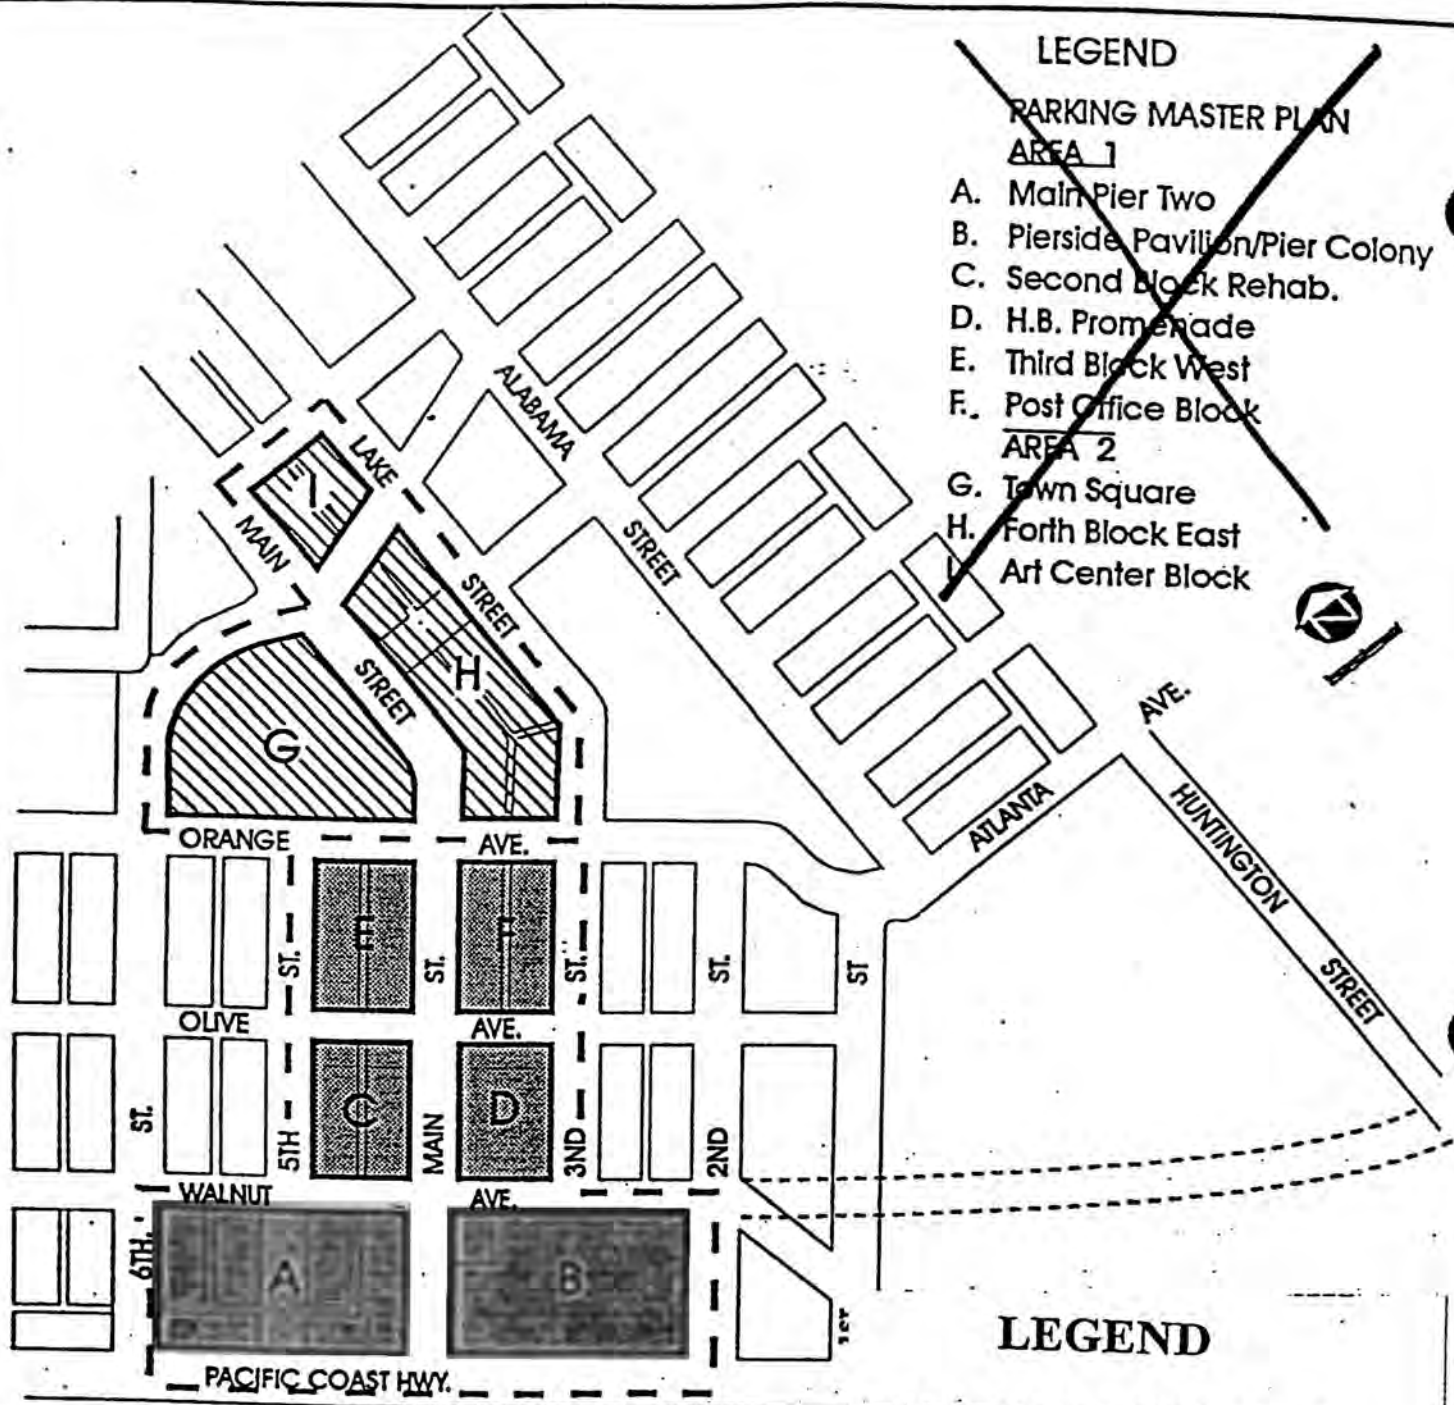 LEGEND
PARKING MASTER PLAN
AREA 1
A. Main Pier Two
B. Pierside Pavilion/Pier Colony
C. Second Block Rehab.
D. H.B. Promenade
E. Third Block West
F. Post Office Block
AREA 2
G. Town Square
H. Forth Block East
I. Art Center Block
ALABAMA
STREET
LAKE
STREET
MAIN
STREET
I
H
G
AVE.
ATLANTA
HUNTINGTON
STREET
ORANGE
AVE.
E
F
ST.
ST.
ST.
ST.
ST
OLIVE
AVE.
C
D
ST.
5TH
MAIN
3RD
2ND
WALNUT
AVE.
6TH.
A
B
1ST
LEGEND
PACIFIC COAST HWY.